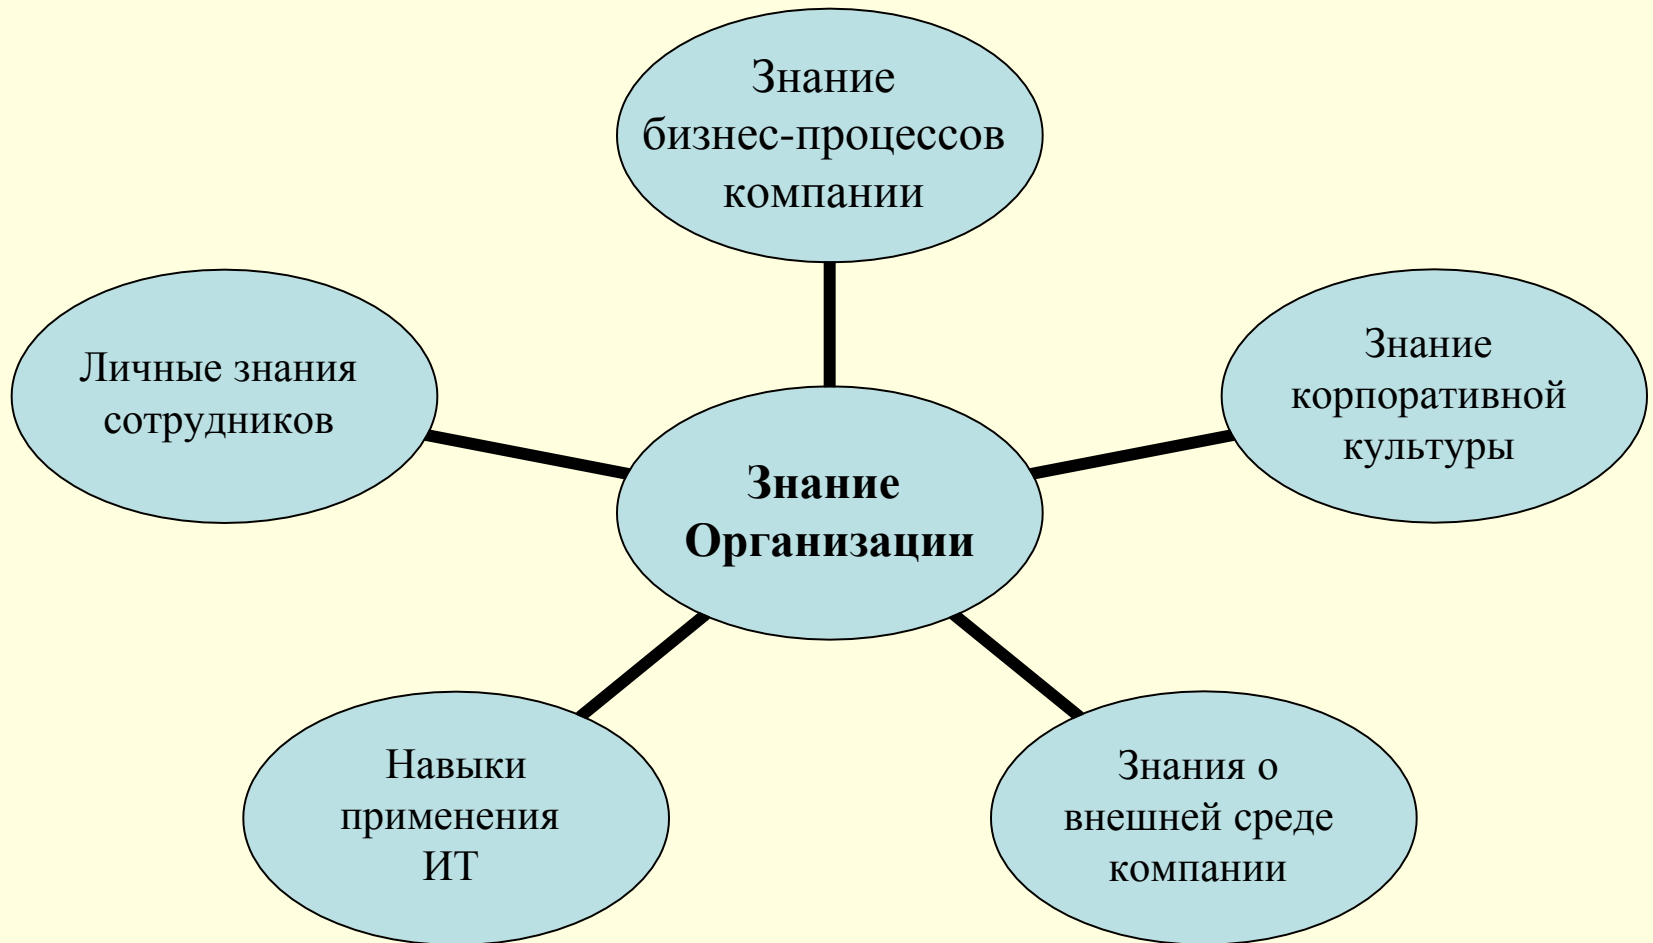 Знание
бизнес-процессов
компании
Личные знания
сотрудников
Знание
корпоративной
культуры
Знание
Организации
Навыки
применения
ИТ
Знания о
внешней среде
компании